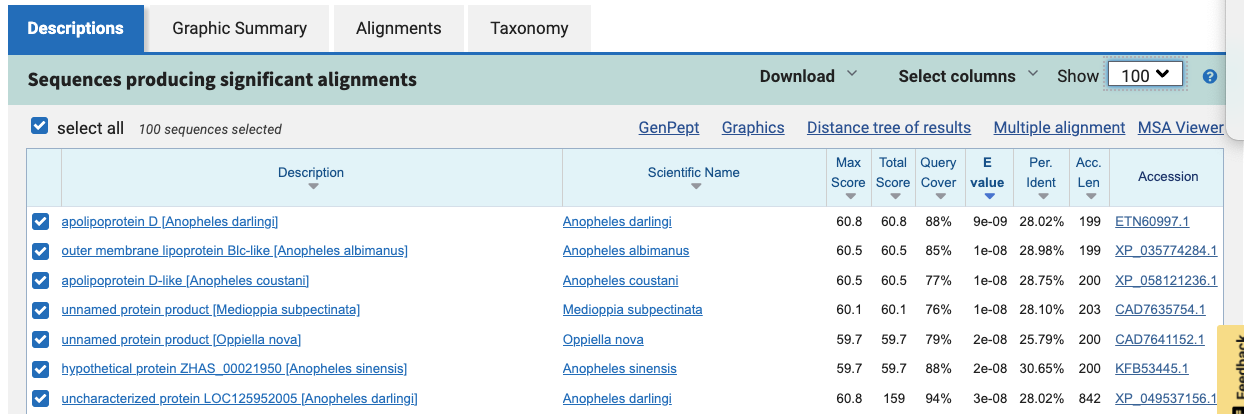 Descriptions Graphic Summary Alignments Taxonomy
Sequences producing significant alignments Download Select columns Show 100 ?
select all 100 sequences selected GenPept Graphics Distance tree of results Multiple alignment MSA Viewer
Description Scientific Name Max Score Total Score Query Cover E value Per. Ident Acc. Len Accession
apolipoprotein D [Anopheles darlingi] Anopheles darlingi 60.8 60.8 88% 9e-09 28.02% 199 ETN60997.1
outer membrane lipoprotein Blc-like [Anopheles albimanus] Anopheles albimanus 60.5 60.5 85% 1e-08 28.98% 199 XP_035774284.1
apolipoprotein D-like [Anopheles coustani] Anopheles coustani 60.5 60.5 77% 1e-08 28.75% 200 XP_058121236.1
unnamed protein product [Medioppia subpectinata] Medioppia subpectinata 60.1 60.1 76% 1e-08 28.10% 203 CAD7635754.1
unnamed protein product [Oppiella nova] Oppiella nova 59.7 59.7 79% 2e-08 25.79% 200 CAD7641152.1
hypothetical protein ZHAS_00021950 [Anopheles sinensis] Anopheles sinensis 59.7 59.7 88% 2e-08 30.65% 200 KFB53445.1
uncharacterized protein LOC125952005 [Anopheles darlingi] Anopheles darlingi 60.8 159 94% 3e-08 28.02% 842 XP_049537156.1
Feedback